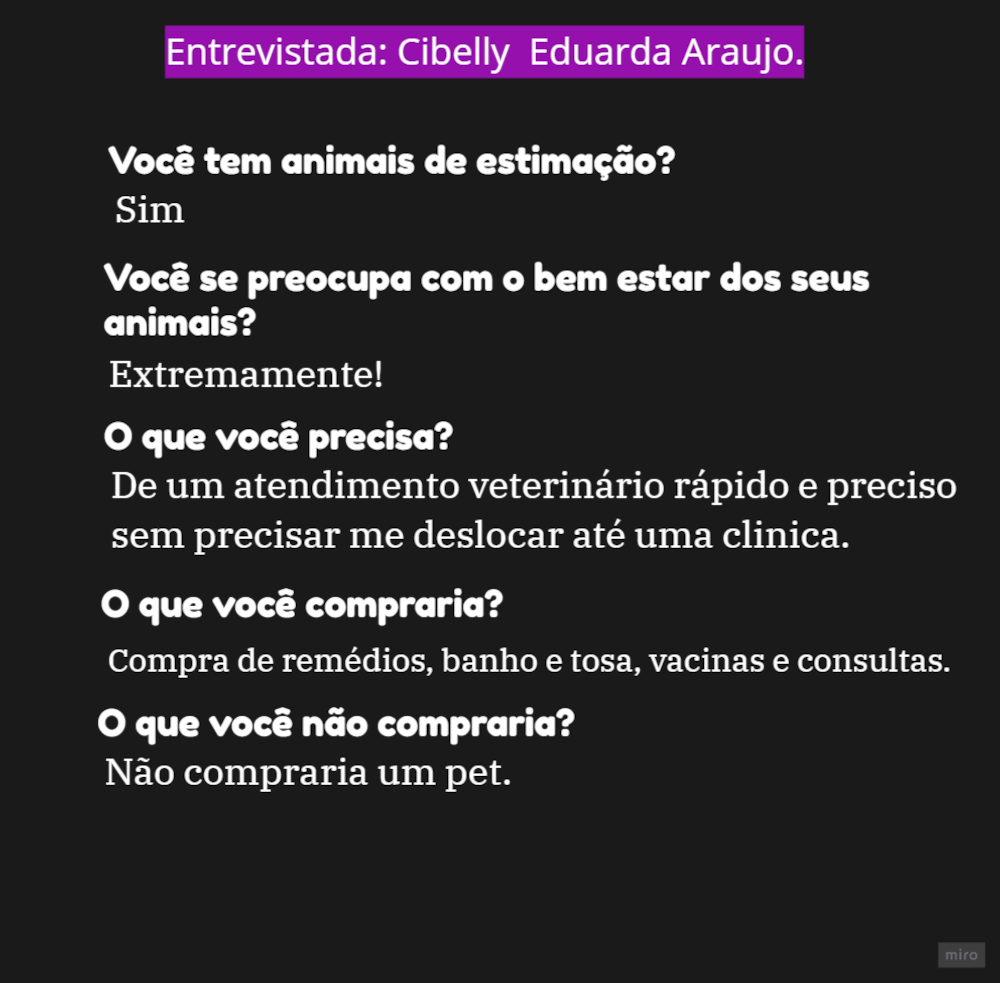 Entrevistada: Cibelly  Eduarda Araujo.
Você tem animais de estimação?
Sim
Você se preocupa com o bem estar dos seus
animais?
Extremamente!
O que você precisa?
De um atendimento veterinário rápido e preciso
sem precisar me deslocar até uma clinica.
O que você compraria?
Compra de remédios, banho e tosa, vacinas e consultas.
O que você não compraria?
Não compraria um pet.
miro